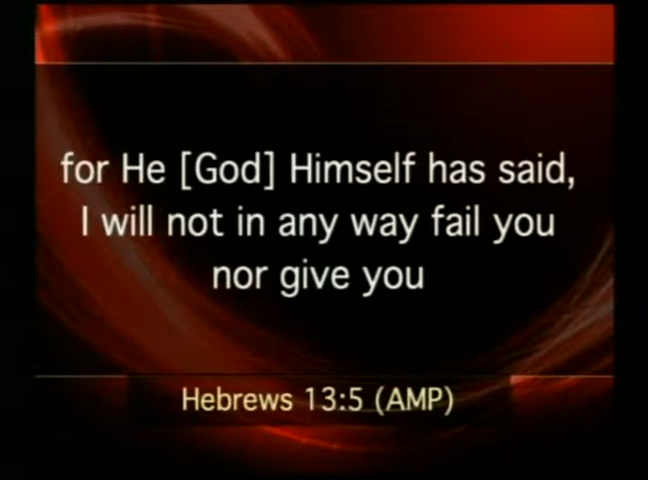 for He [God] Himself has said,
I will not in any way fail you
nor give you
Hebrews 13:5 (AMP)